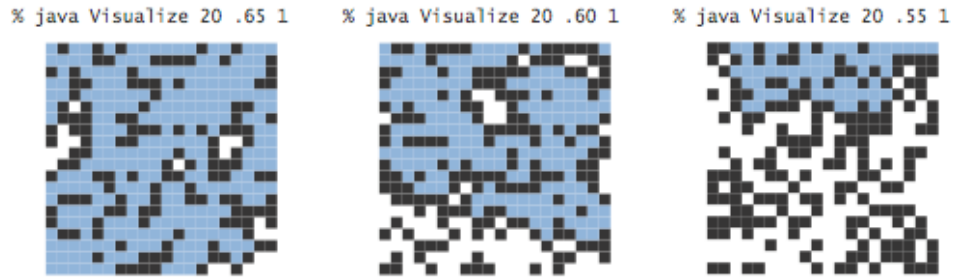 % java Visualize 20 .65 1
% java Visualize 20 .60 1
% java Visualize 20 .55 1